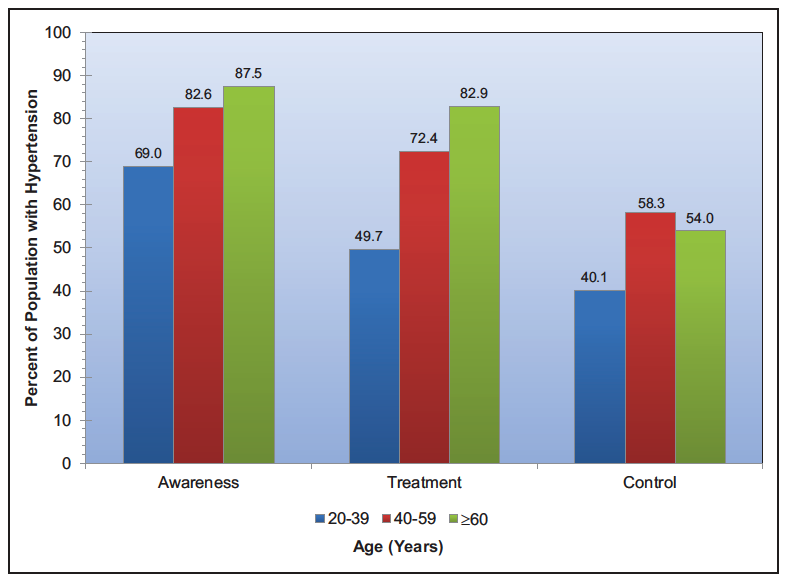 Percent of Population with Hypertension
100
90
80
70
60
50
40
30
20
10
0
69.0 82.6 87.5
49.7 72.4 82.9
40.1 58.3 54.0
Awareness Treatment Control
20-39 40-59 ≥60
Age (Years)